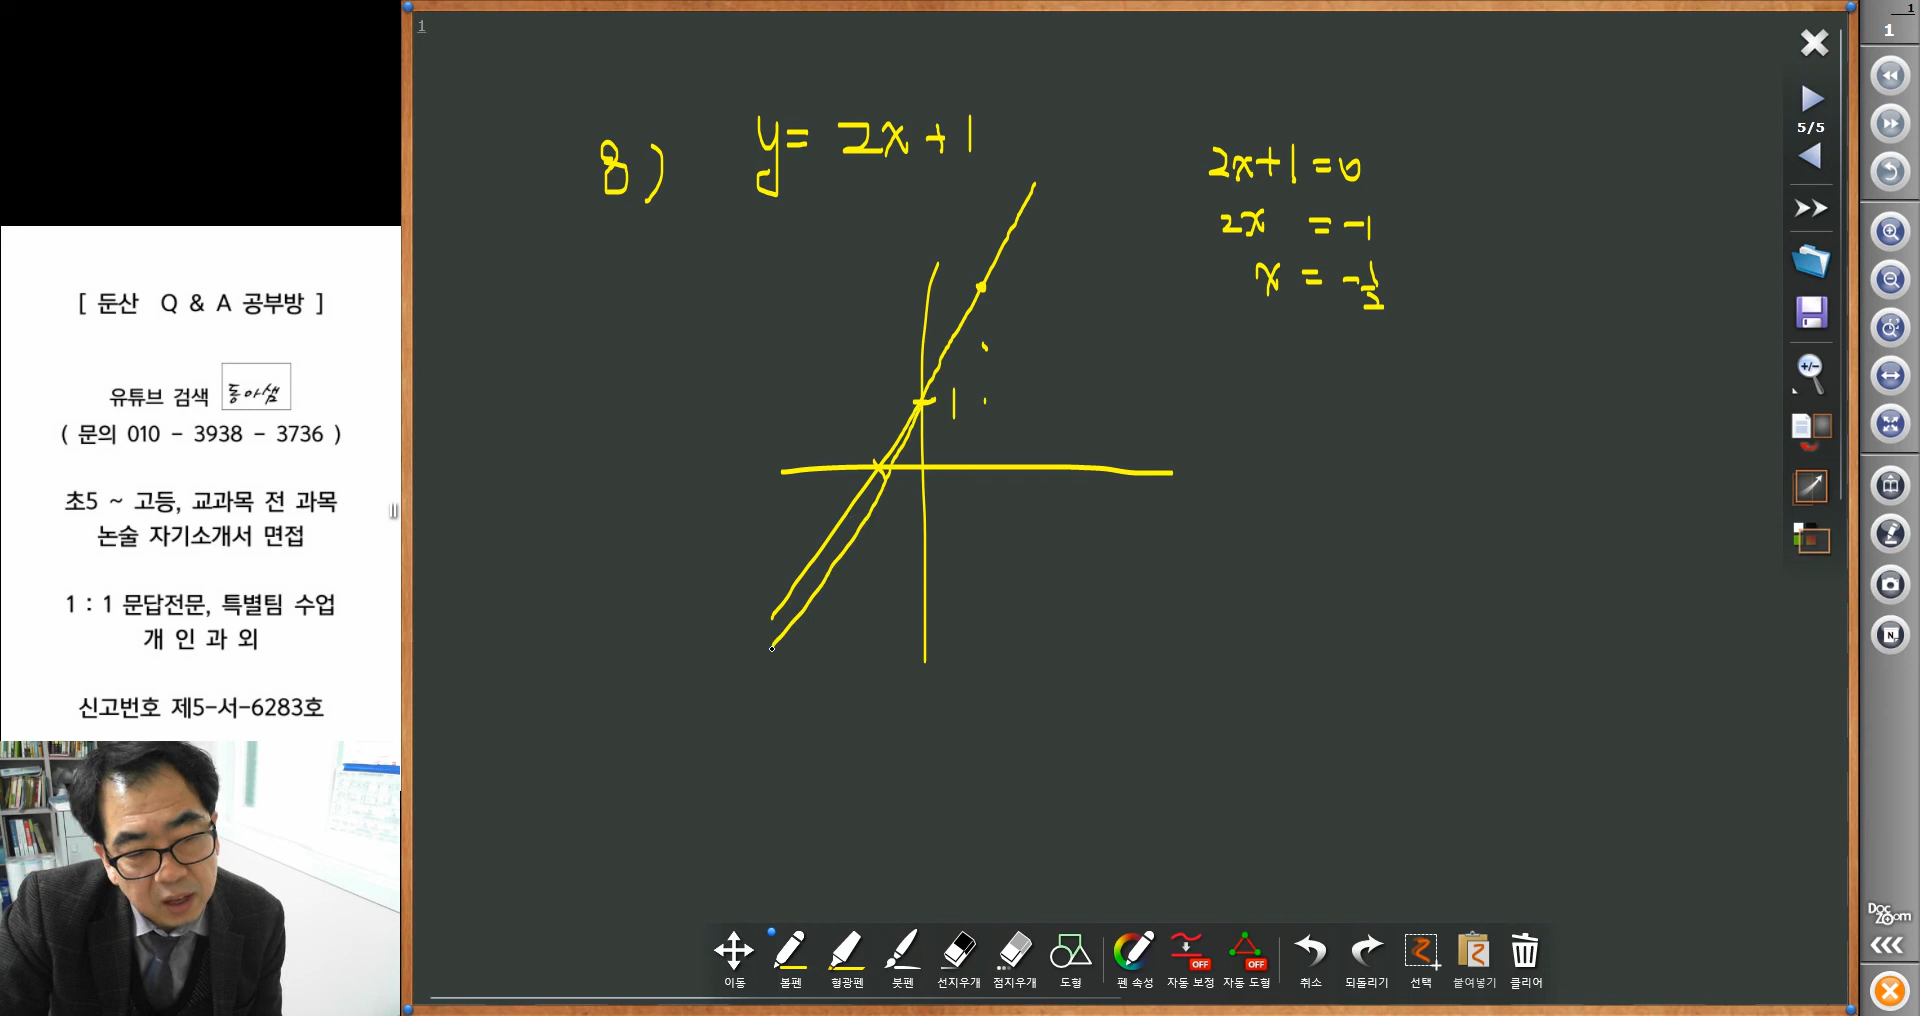 [ 둔산 Q & A 공부방 ]
유튜브 검색 동아샘
( 문의 010 - 3938 - 3736 )
초5 ~ 고등, 교과목 전 과목
논술 자기소개서 면접
1 : 1 문답전문, 특별팀 수업
개 인 과 외
신고번호 제5-서-6283호
1
8) y= 2x+1
2x+1=0
2x = -1
x = -1/2
1
1
1
5/5
+/-
N
Doc Zoom
이동
볼펜
형광펜
붓펜
선지우개
점지우개
도형
펜 속성
OFF
자동 보정
OFF
자동 도형
취소
되돌리기
선택
붙여넣기
클리어